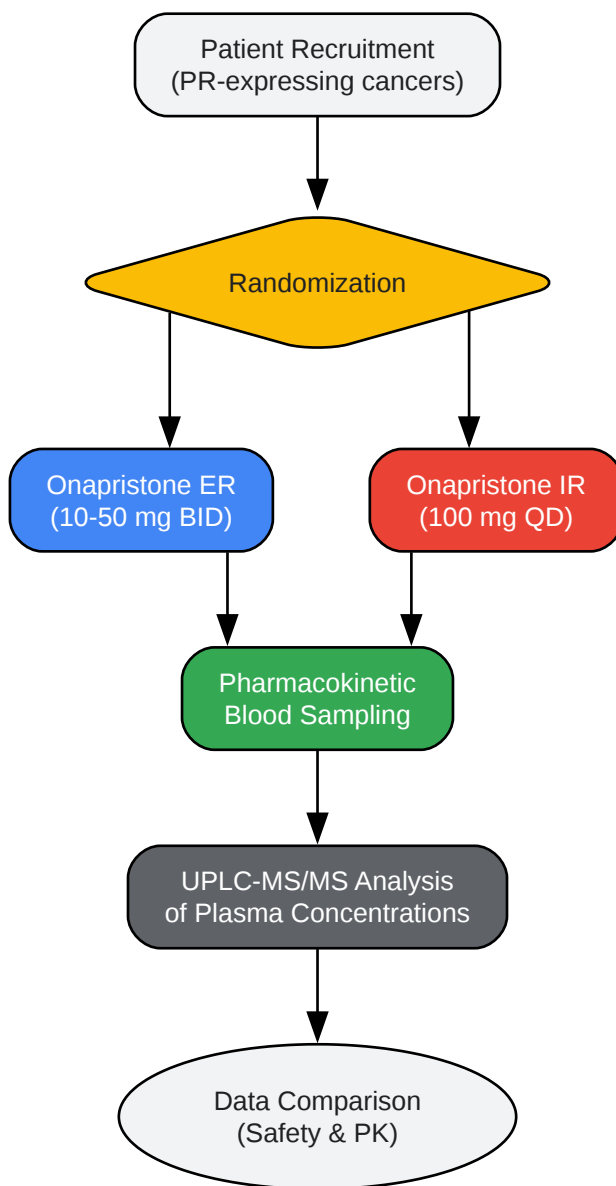 Patient Recruitment
(PR-expressing cancers)
Randomization
Onapristone ER
(10-50 mg BID)
Onapristone IR
(100 mg QD)
Pharmacokinetic
Blood Sampling
UPLC-MS/MS Analysis
of Plasma Concentrations
Data Comparison
(Safety & PK)